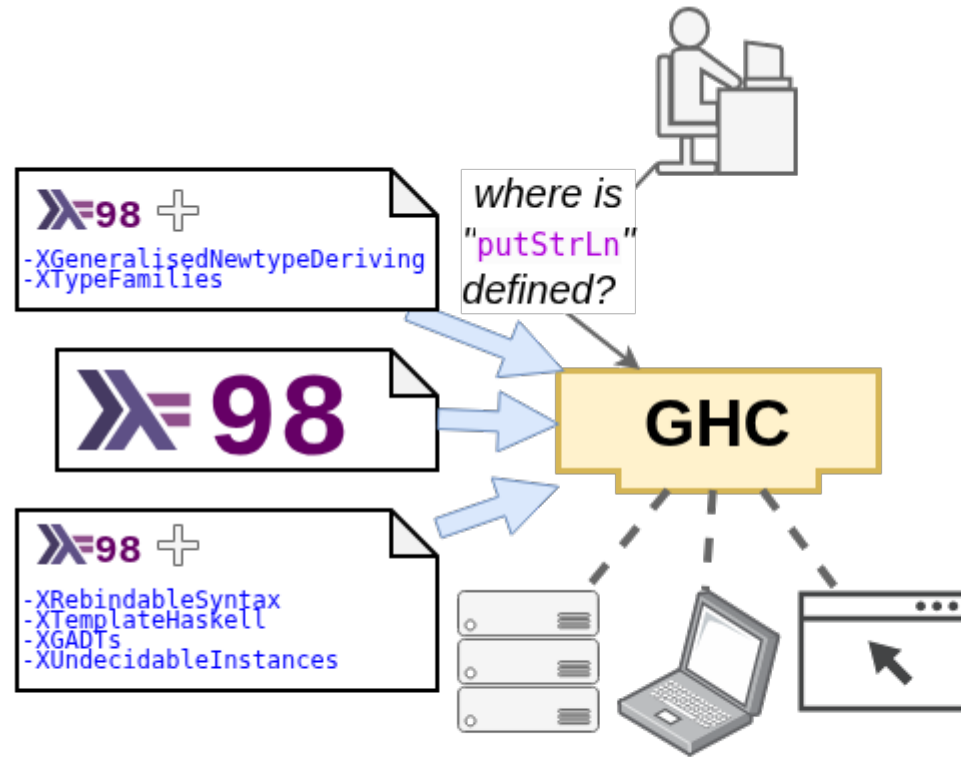 98
-XGeneralisedNewtypeDeriving
-XTypeFamilies
where is
"putStrLn"
defined?
98
GHC
98
-XRebindableSyntax
-XTemplateHaskell
-XGADTs
-XUndecidableInstances